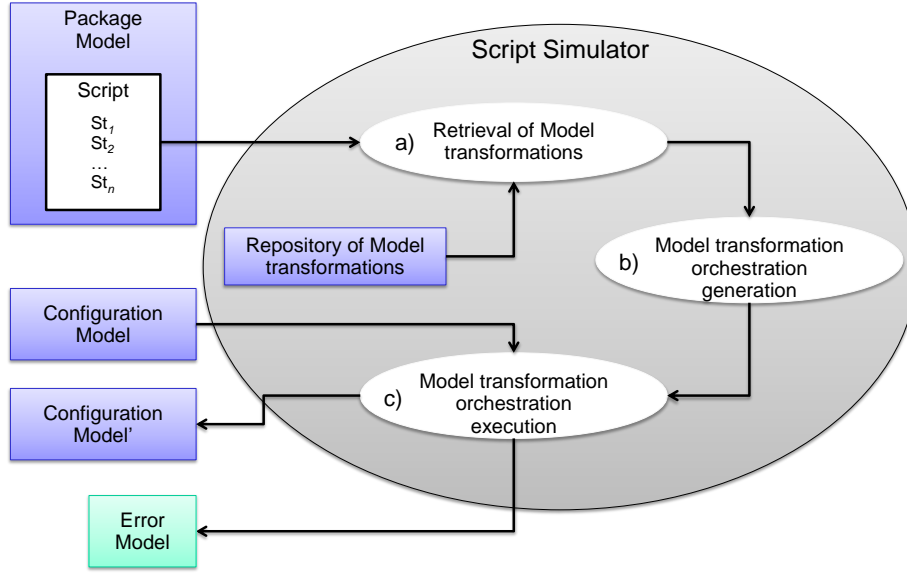 Package
Model
Script
St1
St2
…
Stn
Script Simulator
a)
Retrieval of Model
transformations
Repository of Model
transformations
b)
Model transformation
orchestration
generation
Configuration
Model
c)
Model transformation
orchestration
execution
Configuration
Model’
Error
Model